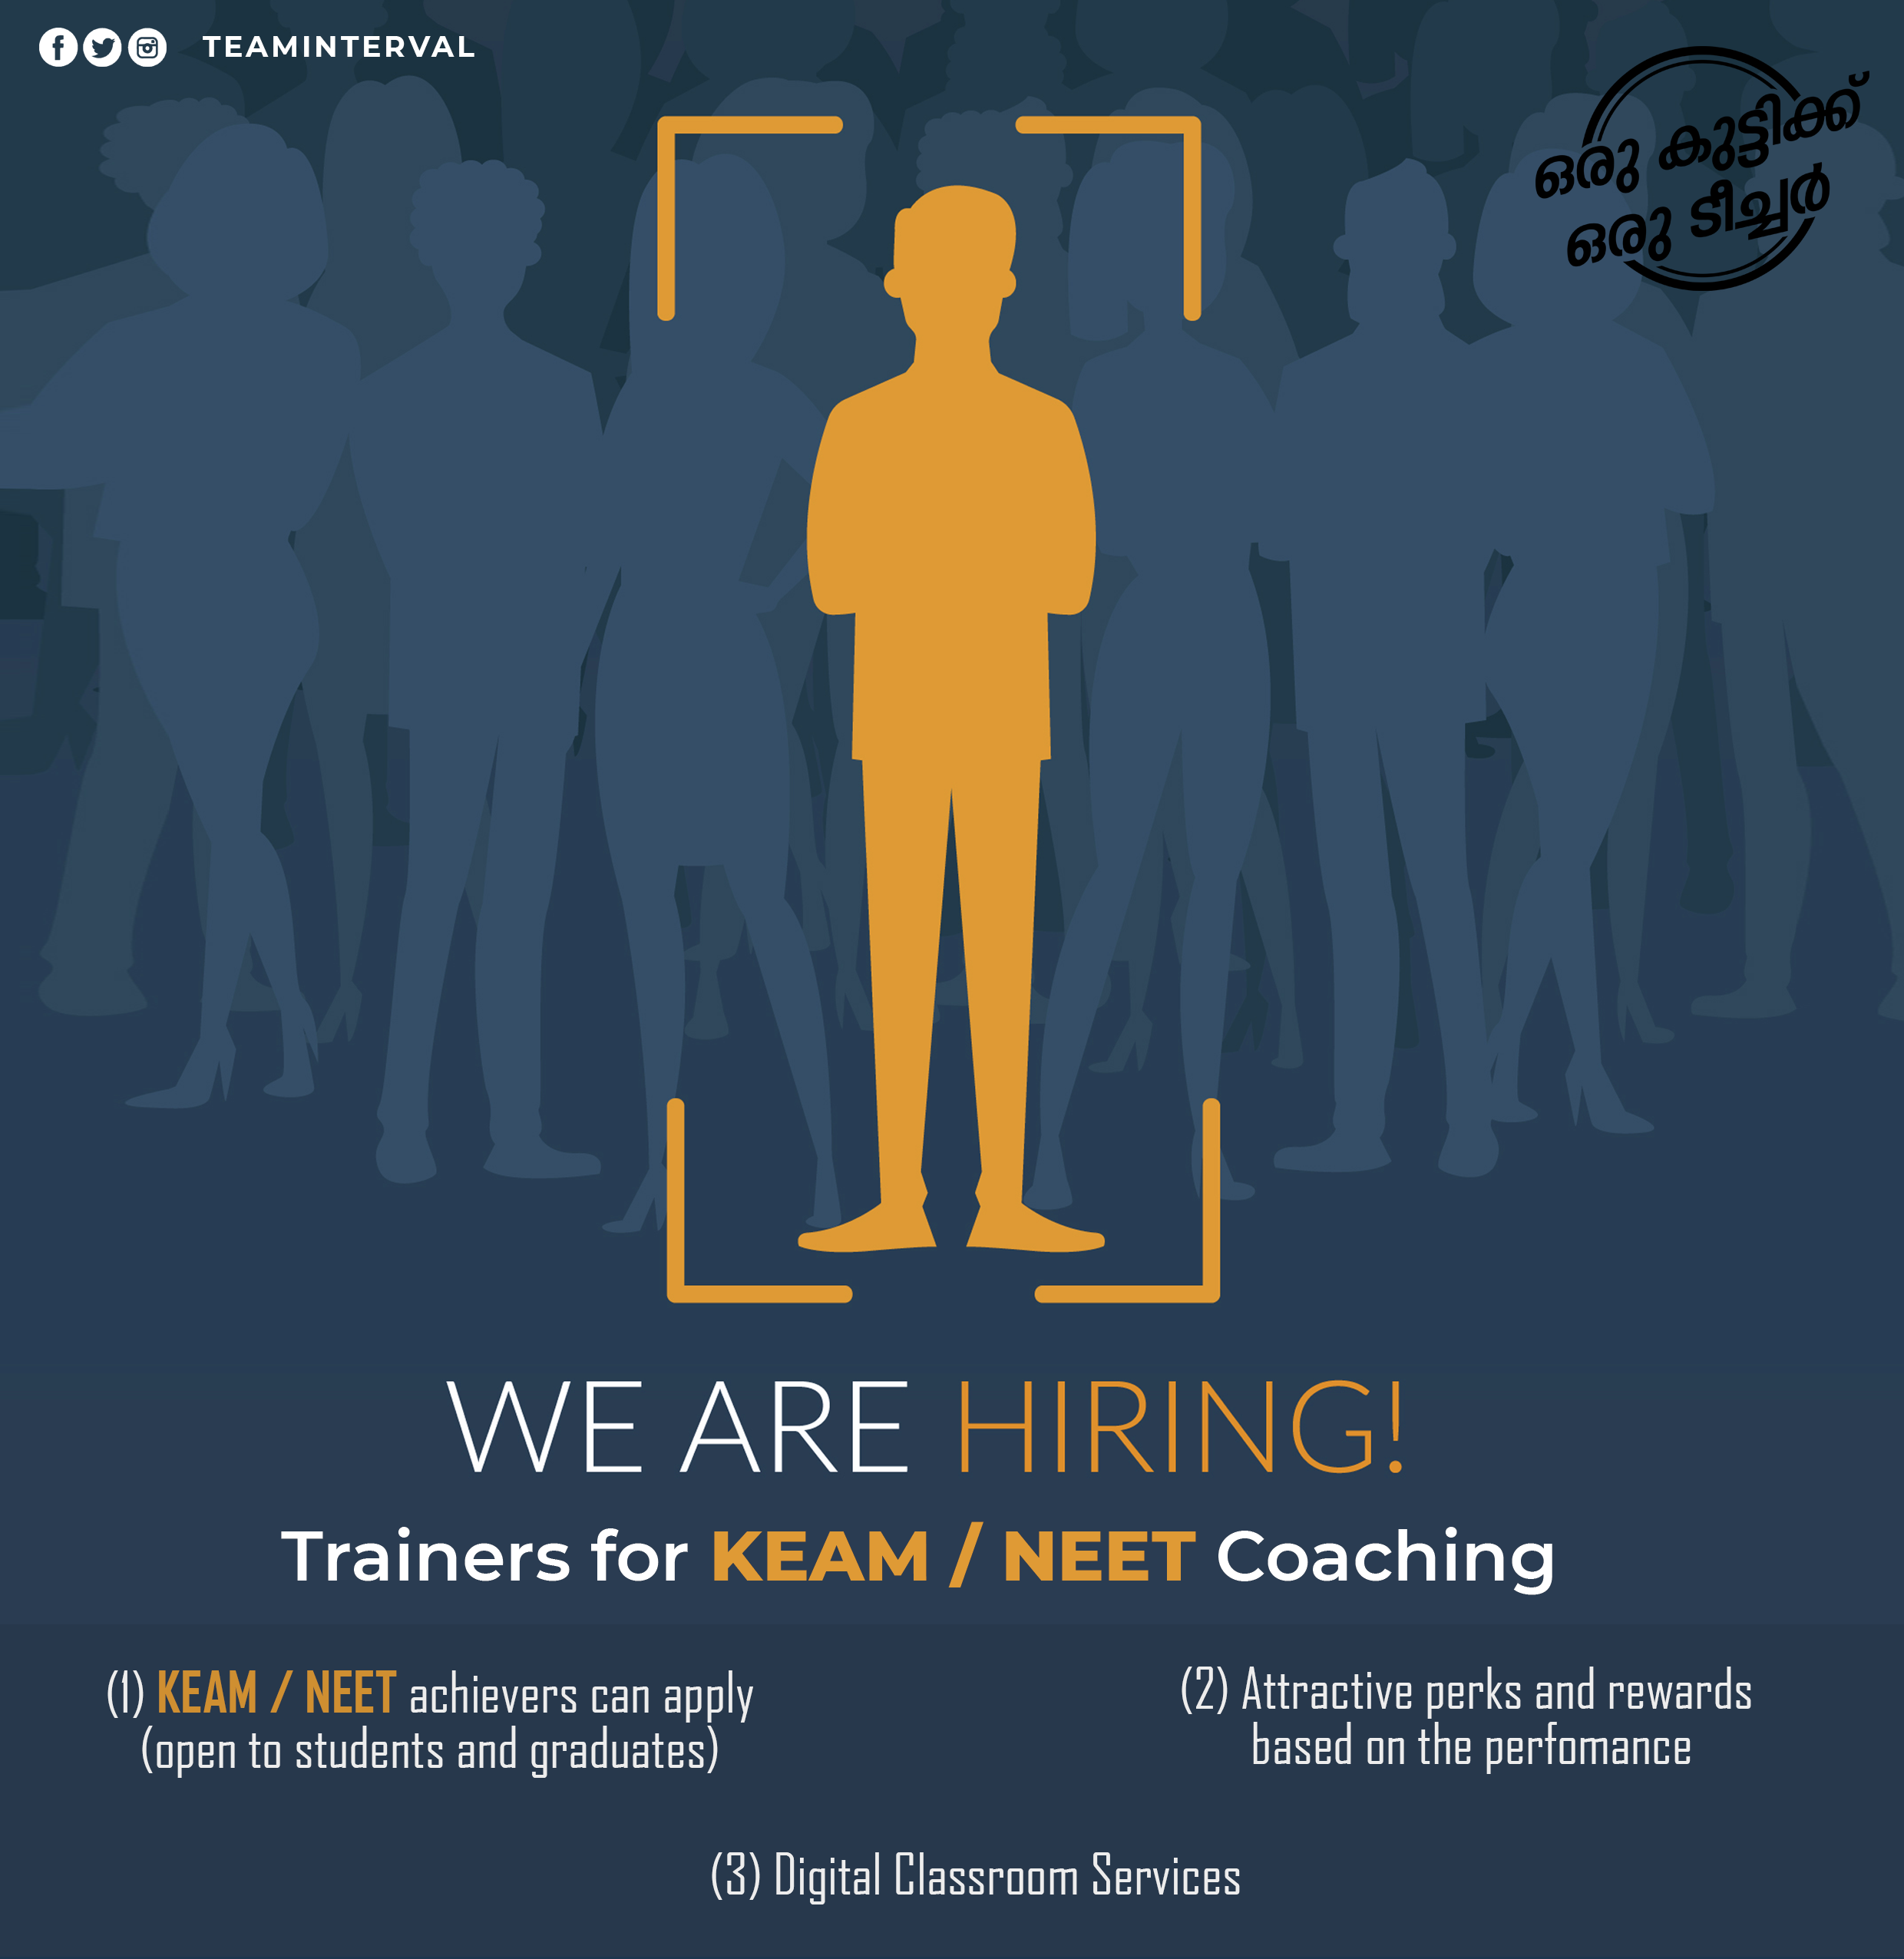 TEAMINTERVAL
ഒരു കുട്ടിക്ക്
ഒരു ടീച്ചർ
WE ARE HIRING!
Trainers for KEAM / NEET Coaching
(1) KEAM / NEET achievers can apply
(open to students and graduates)
(2) Attractive perks and rewards
based on the perfomance
(3) Digital Classroom Services